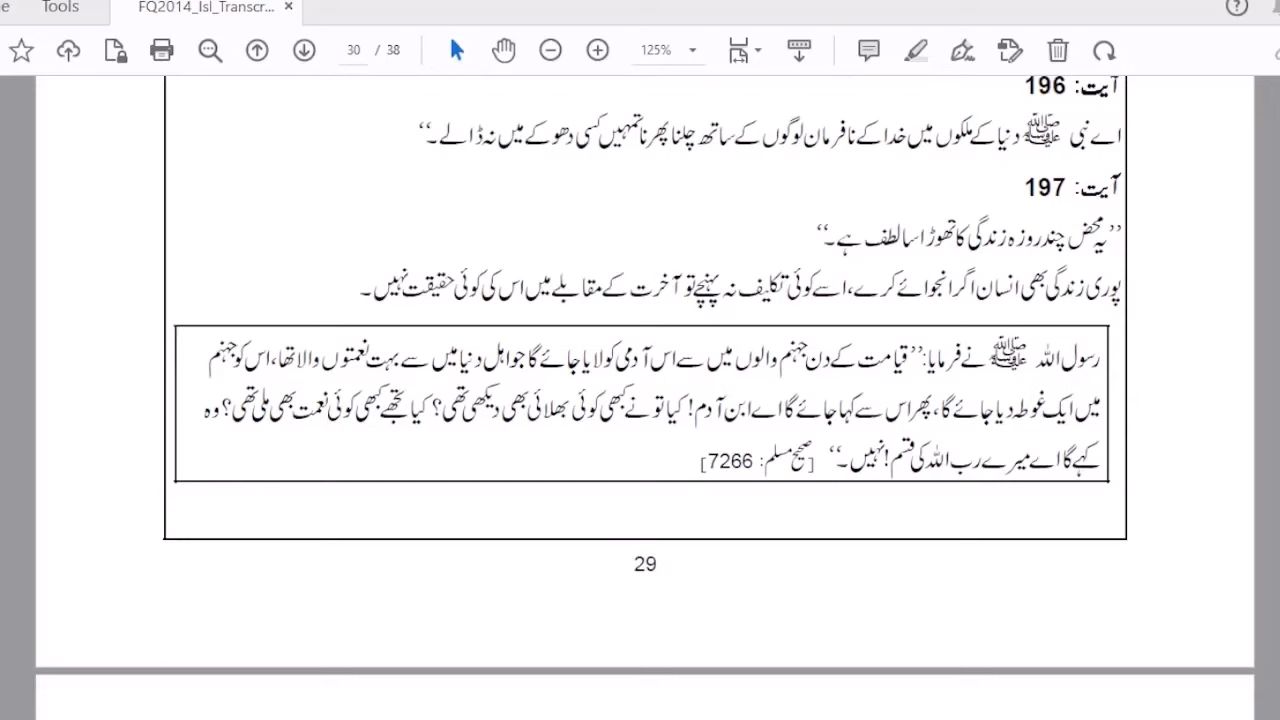 Tools
FQ2014_Isl_Transcr... ×
30 / 38
125%
آیت: 196
اے نبی ﷺ دنیا کے ملکوں میں خدا کے نافرمان لوگوں کے ساتھ چلنا پھرنا تمہیں کسی دھوکے میں نہ ڈالے۔‘‘
آیت: 197
’’یہ محض چند روزہ زندگی کا تھوڑا سا لطف ہے۔‘‘
پوری زندگی بھی انسان اگر انجوائے کرے، اسے کوئی تکلیف نہ پہنچے تو آخرت کے مقابلے میں اس کی کوئی حقیقت نہیں۔
رسول اللہ ﷺ نے فرمایا: ’’قیامت کے دن جہنم والوں میں سے اس آدمی کو لایا جائے گا جو اہل دنیا میں سے بہت نعمتوں والا تھا، اس کو جہنم
میں ایک غوطہ دیا جائے گا، پھر اس سے کہا جائے گا اے ابن آدم! کیا تو نے کبھی کوئی بھلائی بھی دیکھی تھی؟ کیا تجھے کبھی کوئی نعمت بھی ملی تھی؟ وہ
کہے گا اے میرے رب اللہ کی قسم! نہیں۔‘‘ [صحیح مسلم: 7266]
29